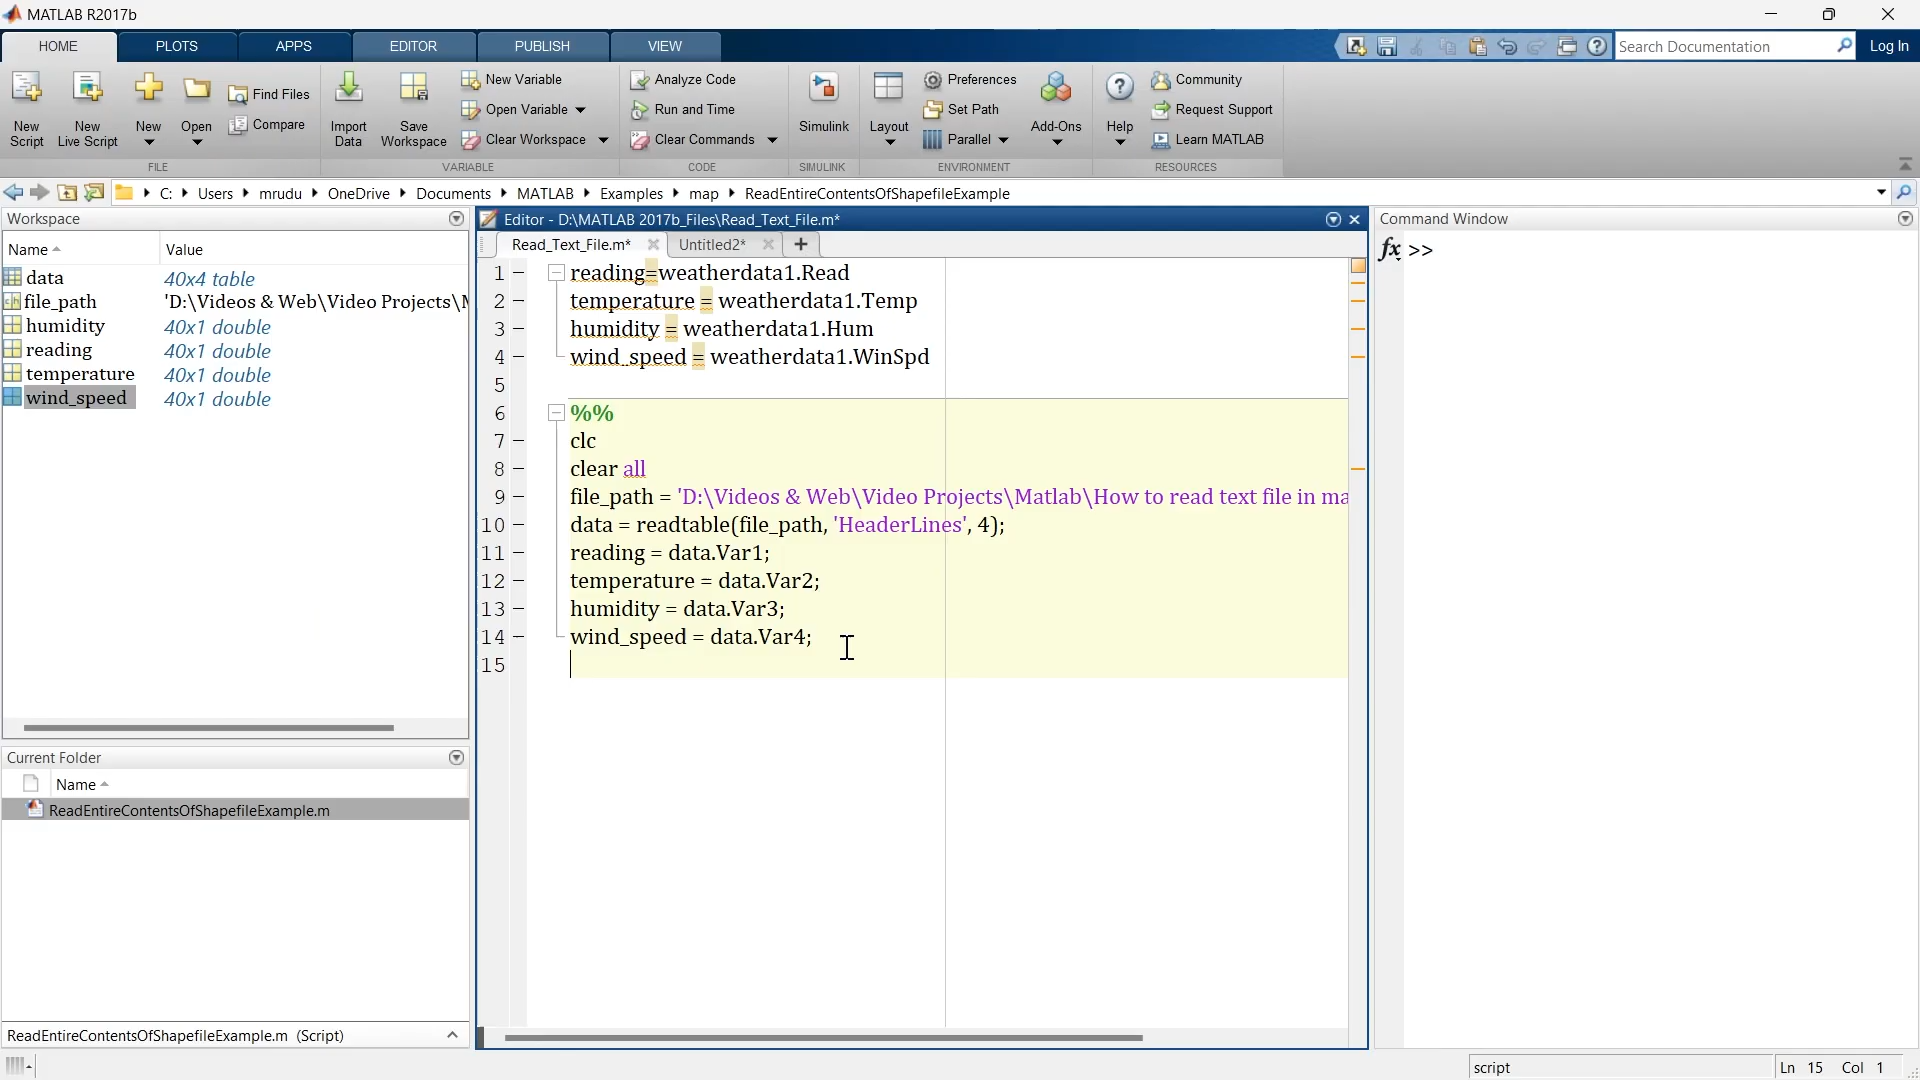 MATLAB R2017b
HOME PLOTS APPS EDITOR PUBLISH VIEW Search Documentation Log In
New Script New Live Script New Open Find Files Compare
Import Data Save Workspace New Variable Open Variable Clear Workspace
Analyze Code Run and Time Clear Commands
Simulink Layout Preferences Set Path Parallel Add-Ons
Help Community Request Support Learn MATLAB
FILE VARIABLE CODE SIMULINK ENVIRONMENT RESOURCES
C: Users mrudu OneDrive Documents MATLAB Examples map ReadEntireContentsOfShapefileExample
Workspace
Name Value
data 40x4 table
file_path 'D:\Videos & Web\Video Projects\
humidity 40x1 double
reading 40x1 double
temperature 40x1 double
wind_speed 40x1 double
Current Folder
Name
ReadEntireContentsOfShapefileExample.m
ReadEntireContentsOfShapefileExample.m (Script)
Editor - D:\MATLAB 2017b_Files\Read_Text_File.m*
Read_Text_File.m* Untitled2*
1 reading=weatherdata1.Read
2 temperature = weatherdata1.Temp
3 humidity = weatherdata1.Hum
4 wind_speed = weatherdata1.WinSpd
5
6 %%
7 clc
8 clear all
9 file_path = 'D:\Videos & Web\Video Projects\Matlab\How to read text file in ma
10 data = readtable(file_path, 'HeaderLines', 4);
11 reading = data.Var1;
12 temperature = data.Var2;
13 humidity = data.Var3;
14 wind_speed = data.Var4;
15
Command Window
fx >>
script Ln 15 Col 1